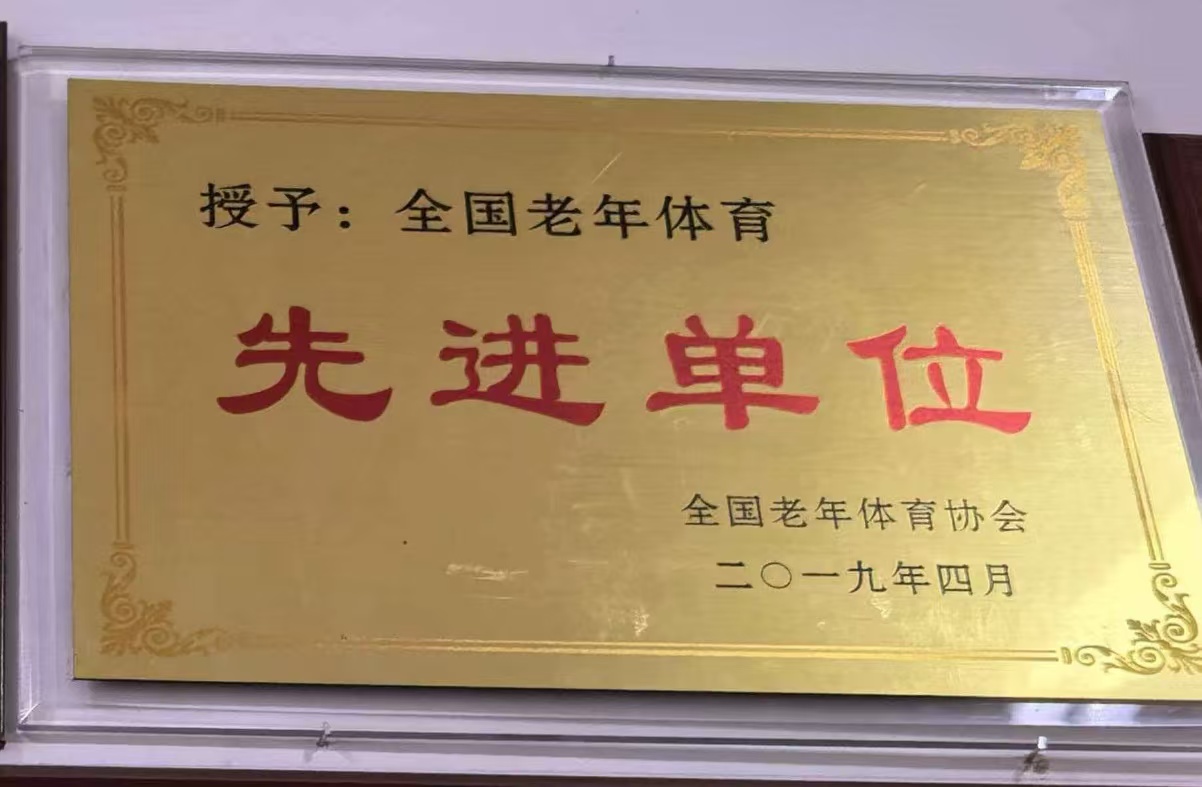 授予：全国老年体育
先进单位
全国老年体育协会
二〇一九年四月